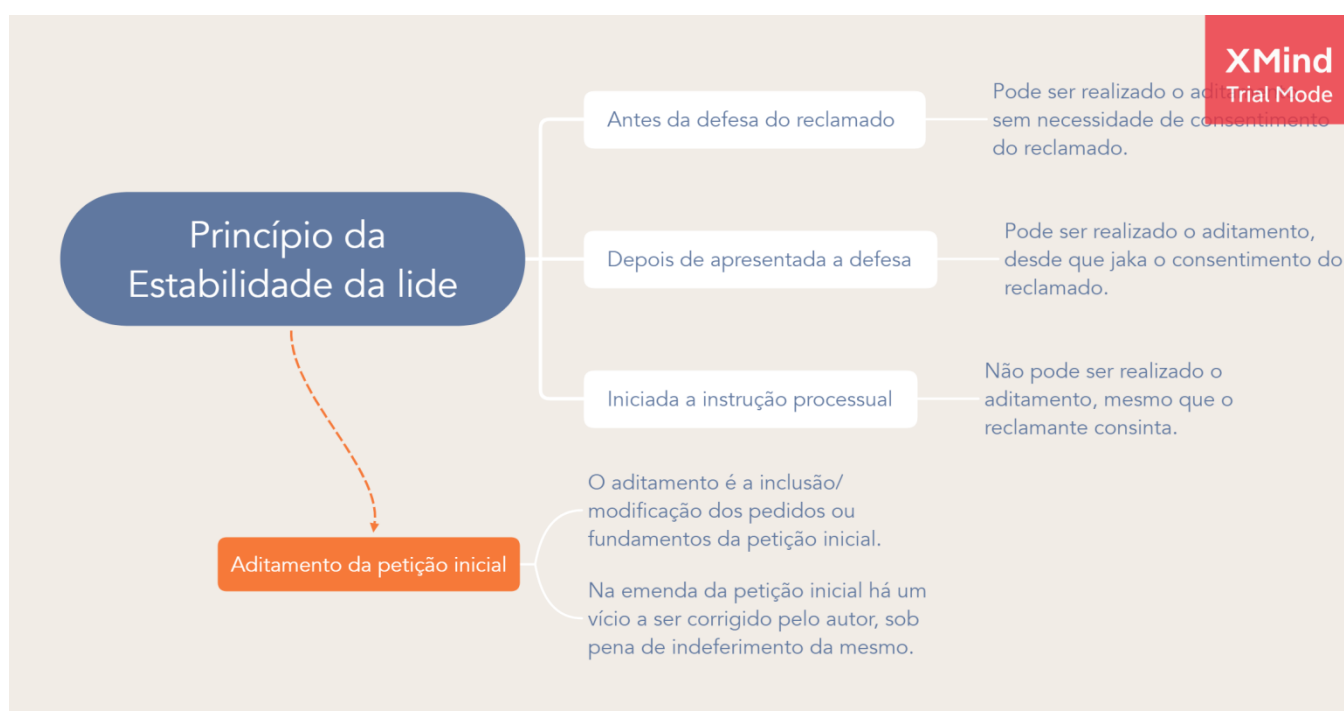 XMind
Trial Mode
Antes da defesa do reclamado
Pode ser realizado o
sem necessidade de consentimento
do reclamado.
Princípio da
Estabilidade da lide
Depois de apresentada a defesa
Pode ser realizado o aditamento,
desde que jaka o consentimento do
reclamado.
Iniciada a instrução processual
Não pode ser realizado o
aditamento, mesmo que o
reclamante consinta.
Aditamento da petição inicial
O aditamento é a inclusão/
modificação dos pedidos ou
fundamentos da petição inicial.
Na emenda da petição inicial há um
vício a ser corrigido pelo autor, sob
pena de indeferimento da mesmo.